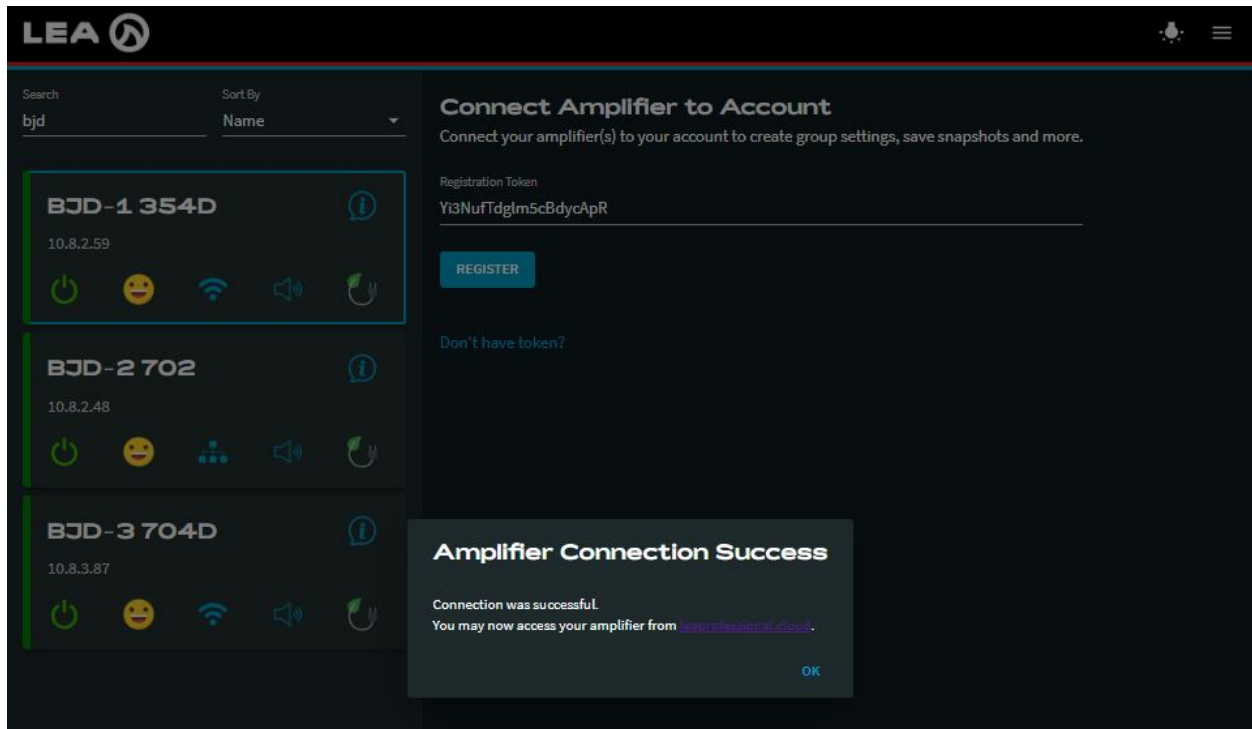 LEA
Search
Sort By
bjd
Name
BJD-1 354D
10.8.2.59
BJD-2 702
10.8.2.48
BJD-3 704D
10.8.3.87
Connect Amplifier to Account
Connect your amplifier(s) to your account to create group settings, save snapshots and more.
Registration Token
Yi3NufTdglm5cBdycApR
REGISTER
Don't have token?
Amplifier Connection Success
Connection was successful.
You may now access your amplifier from leaprofessional.cloud.
OK